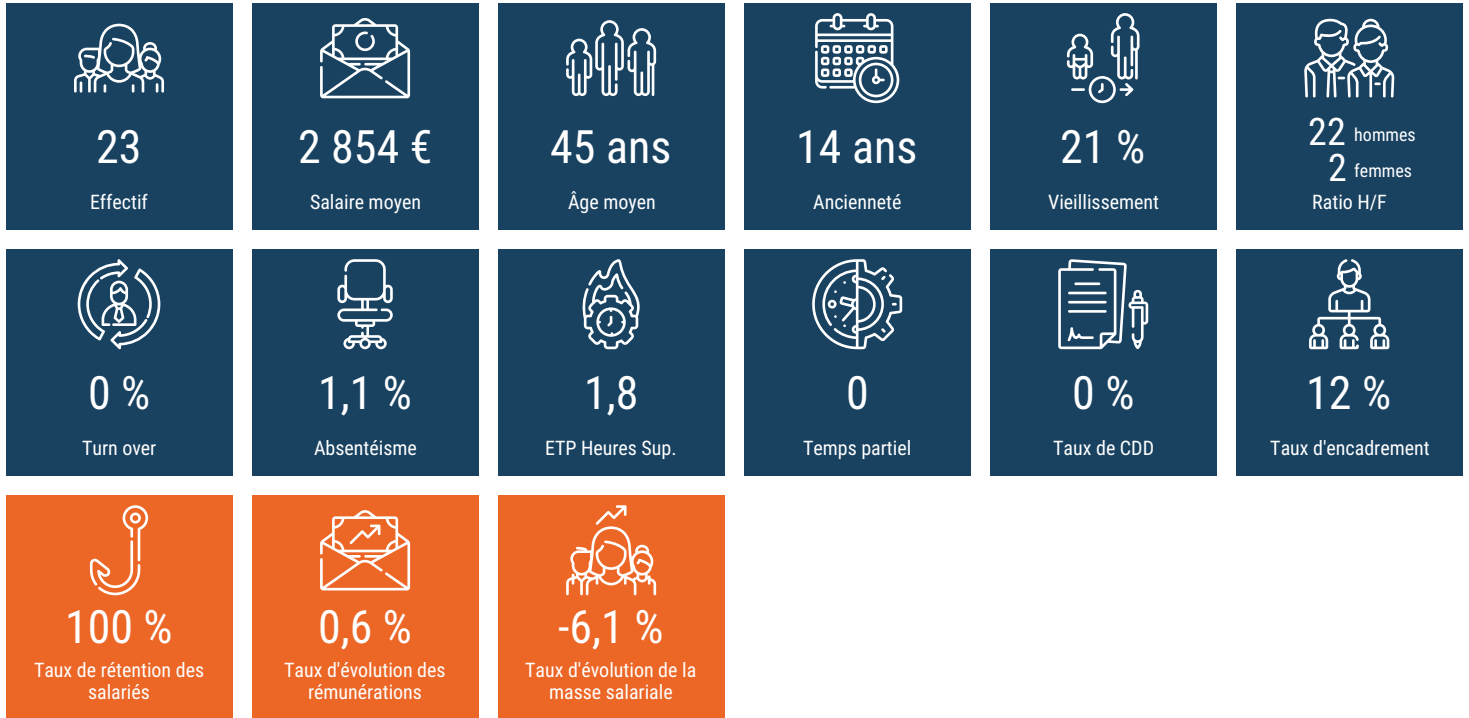 23
Effectif
2 854 €
Salaire moyen
45 ans
Âge moyen
14 ans
Ancienneté
21 %
Vieillissement
22 hommes
2 femmes
Ratio H/F
0 %
Turn over
1,1 %
Absentéisme
1,8
ETP Heures Sup.
0
Temps partiel
0 %
Taux de CDD
12 %
Taux d'encadrement
100 %
Taux de rétention des
salariés
0,6 %
Taux d'évolution des
rémunérations
-6,1 %
Taux d'évolution de la
masse salariale